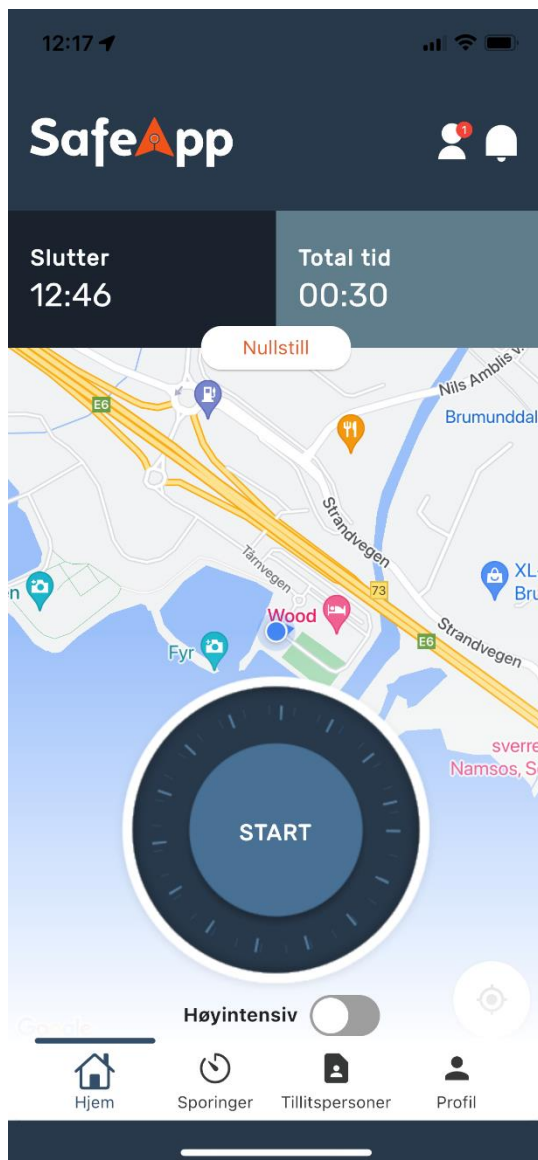 12:17
SafeApp
1
Slutter
12:46
Total tid
00:30
Nullstill
Nils Amblis v.
E6
Brumunddal
Strandvegen
Tårnvegen
73
XL-
Bru
n
Wood
E6
Strandvegen
Fyr
sverre
Namsos, S
START
Høyintensiv
Google
Hjem
Sporinger
Tillitspersoner
Profil